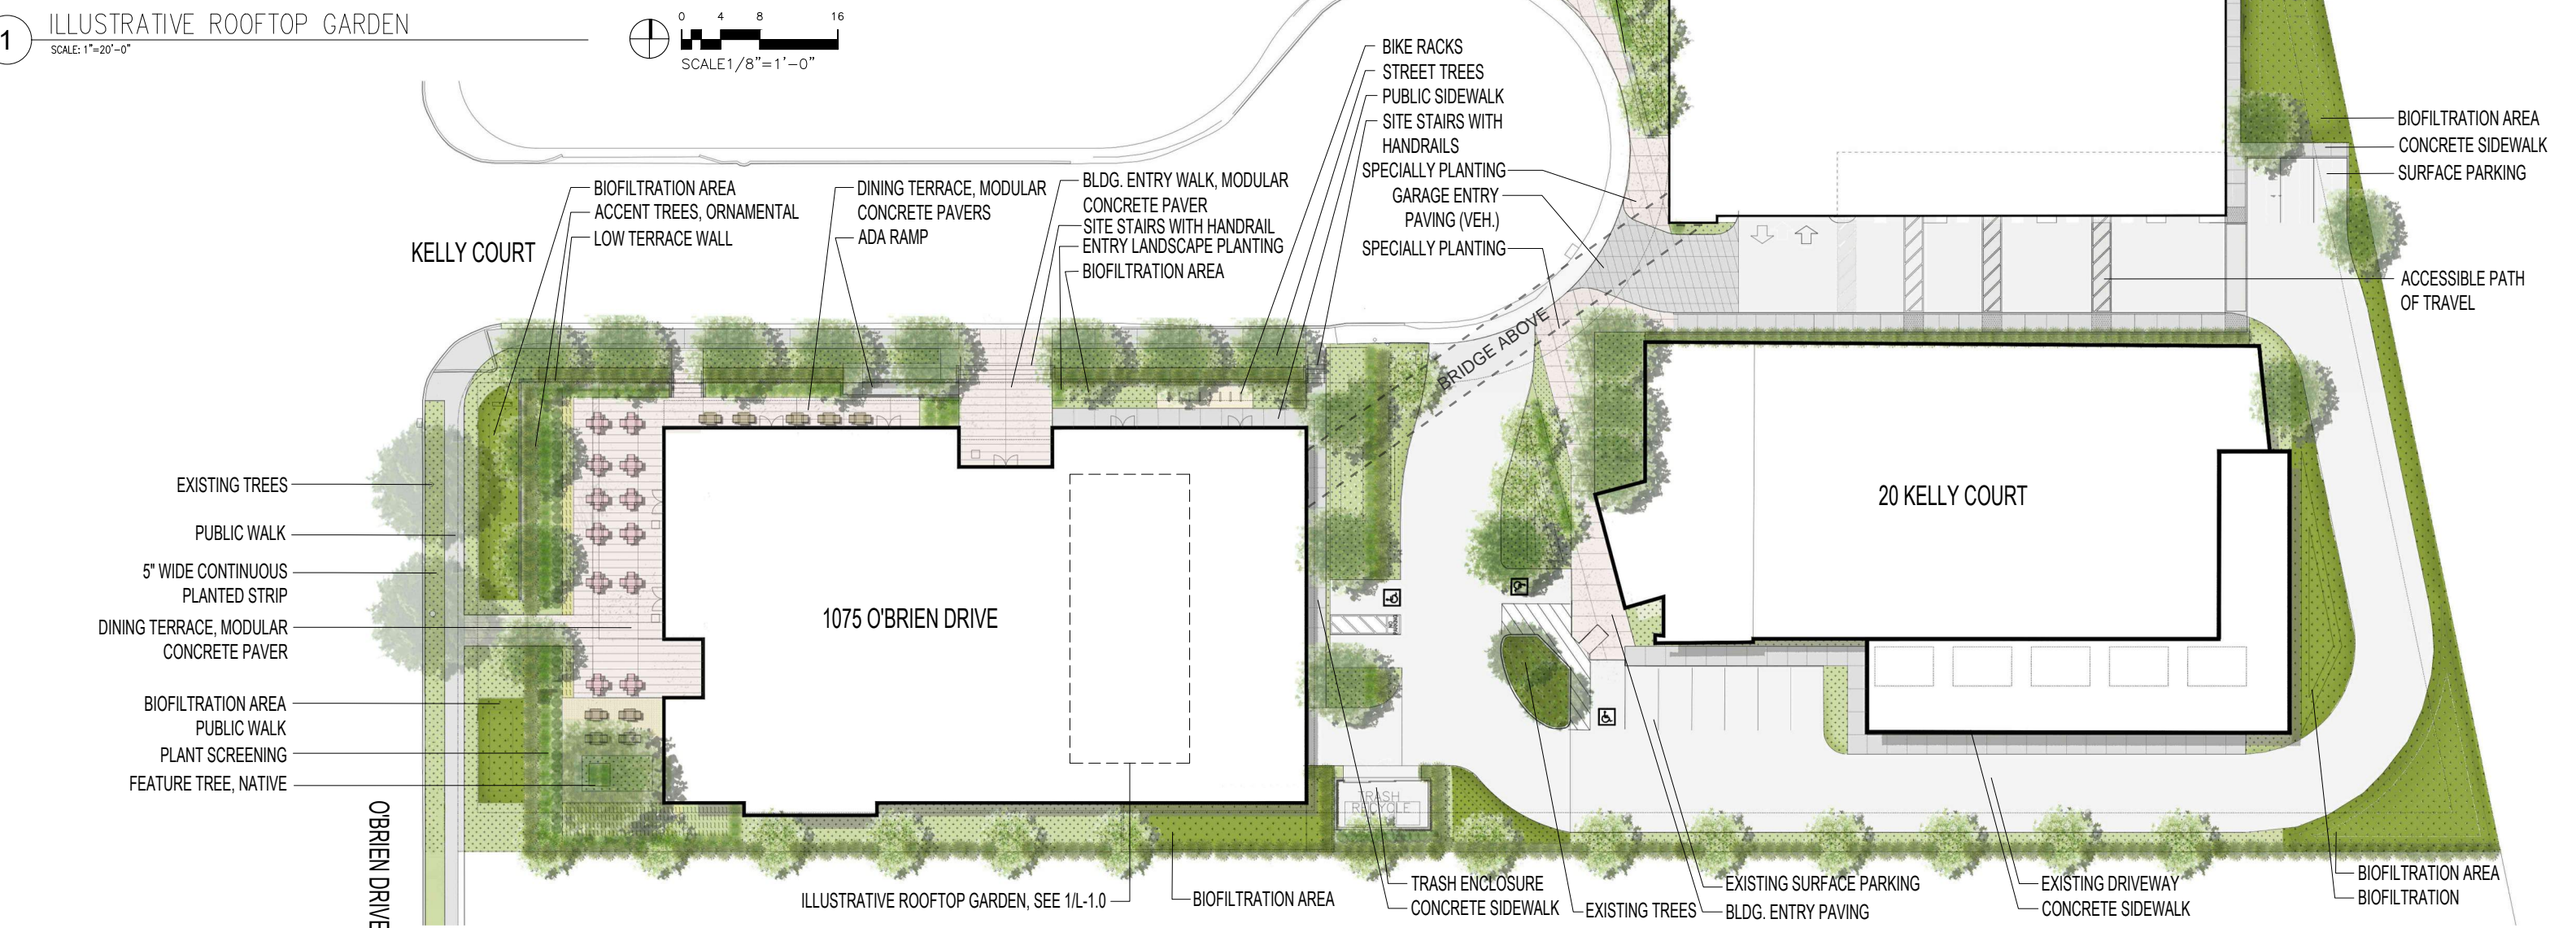 1
ILLUSTRATIVE ROOFTOP GARDEN
SCALE: 1"=20'-0"
0 4 8 16
SCALE1/8"=1'-0"
BIKE RACKS
STREET TREES
PUBLIC SIDEWALK
SITE STAIRS WITH
HANDRAILS
SPECIALLY PLANTING
GARAGE ENTRY
PAVING (VEH.)
SPECIALLY PLANTING
BIOFILTRATION AREA
CONCRETE SIDEWALK
SURFACE PARKING
ACCESSIBLE PATH
OF TRAVEL
KELLY COURT
BIOFILTRATION AREA
ACCENT TREES, ORNAMENTAL
LOW TERRACE WALL
DINING TERRACE, MODULAR
CONCRETE PAVERS
ADA RAMP
BLDG. ENTRY WALK, MODULAR
CONCRETE PAVER
SITE STAIRS WITH HANDRAIL
ENTRY LANDSCAPE PLANTING
BIOFILTRATION AREA
BRIDGE ABOVE
EXISTING TREES
PUBLIC WALK
5" WIDE CONTINUOUS
PLANTED STRIP
DINING TERRACE, MODULAR
CONCRETE PAVER
BIOFILTRATION AREA
PUBLIC WALK
PLANT SCREENING
FEATURE TREE, NATIVE
O'BRIEN DRIVE
1075 O'BRIEN DRIVE
20 KELLY COURT
NO
PARKING
TRASH
RECYCLE
ILLUSTRATIVE ROOFTOP GARDEN, SEE 1/L-1.0
BIOFILTRATION AREA
TRASH ENCLOSURE
CONCRETE SIDEWALK
EXISTING TREES
EXISTING SURFACE PARKING
BLDG. ENTRY PAVING
EXISTING DRIVEWAY
CONCRETE SIDEWALK
BIOFILTRATION AREA
BIOFILTRATION